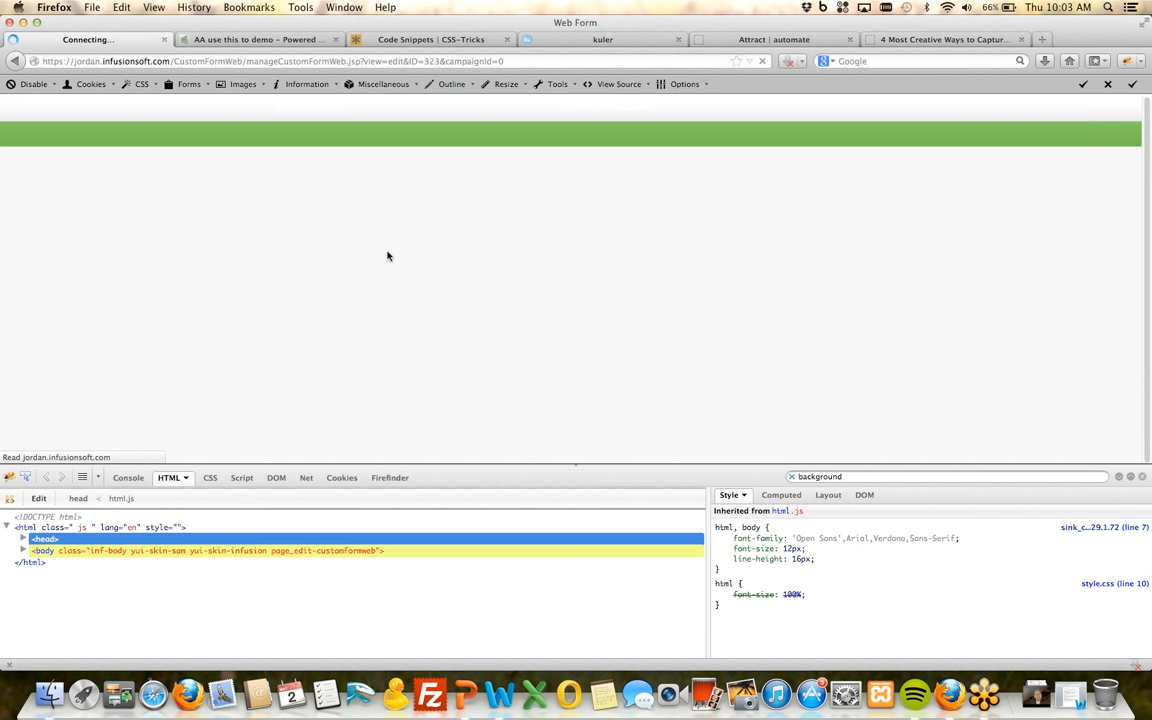 Firefox File Edit View History Bookmarks Tools Window Help 66% Thu 10:03 AM
Web Form
Connecting... AA use this to demo – Powered ... Code Snippets | CSS-Tricks kuler Attract | automate 4 Most Creative Ways to Captur...
https://jordan.infusionsoft.com/CustomFormWeb/manageCustomFormWeb.jsp?view=edit&ID=323&campaignId=0 Google
Disable Cookies CSS Forms Images Information Miscellaneous Outline Resize Tools View Source Options
Read jordan.infusionsoft.com
Console HTML CSS Script DOM Net Cookies Firefinder background
Edit head < html.js
Style Computed Layout DOM
Inherited from html.js
<!DOCTYPE html>
<html class=" js " lang="en" style="">
<head>
<body class="inf-body yui-skin-sam yui-skin-infusion page_edit-customformweb">
</html>
html, body { sink_c...29.1.72 (line 7)
font-family: 'Open Sans',Arial,Verdana,Sans-Serif;
font-size: 12px;
line-height: 16px;
}
html { style.css (line 10)
font-size: 100%;
}